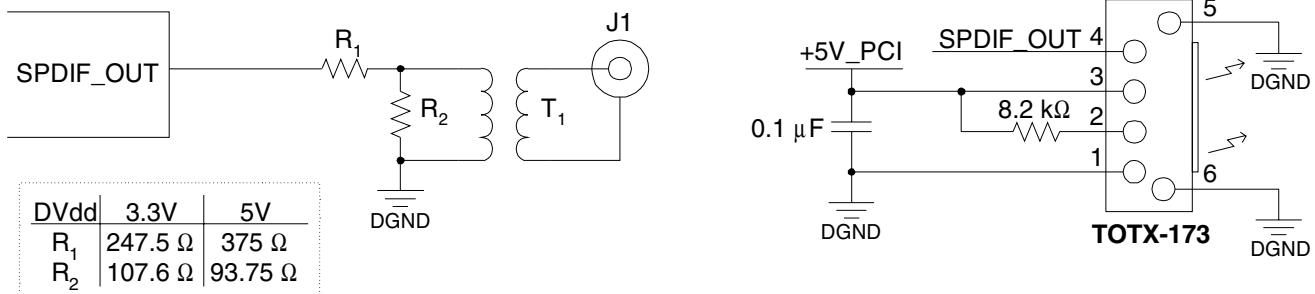 SPDIF_OUT
R1
R2
T1
J1
DGND
DVdd 3.3V 5V
R1 247.5 Ω 375 Ω
R2 107.6 Ω 93.75 Ω
+5V_PCI
SPDIF_OUT 4
5
DGND
3
8.2 kΩ
2
0.1 µF
1
6
DGND
TOTX-173
DGND